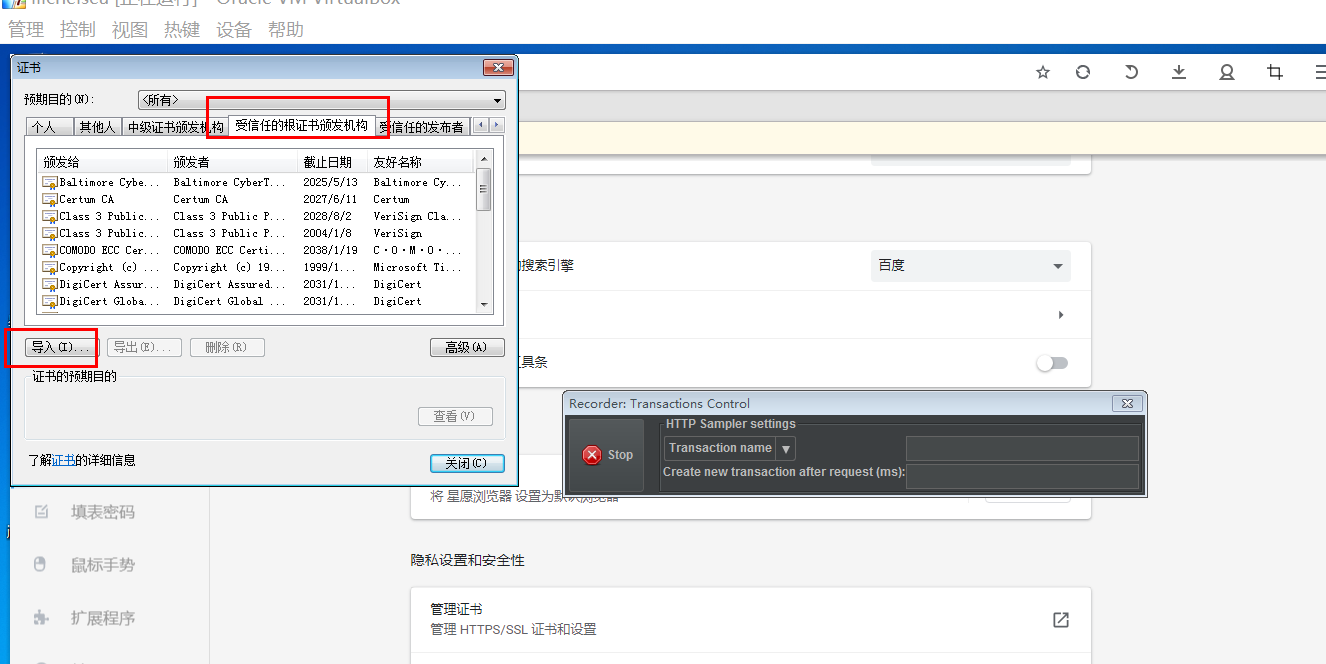 [正在运行] - Oracle VM VirtualBox
管理 控制 视图 热键 设备 帮助
证书
预期目的(N): <所有>
个人 其他人 中级证书颁发机构 受信任的根证书颁发机构 受信任的发布者
颁发给 颁发者 截止日期 友好名称
Baltimore Cybe... Baltimore CyberT... 2025/5/13 Baltimore Cy...
Certum CA Certum CA 2027/6/11 Certum
Class 3 Public... Class 3 Public P... 2028/8/2 VeriSign Cla...
Class 3 Public... Class 3 Public P... 2004/1/8 VeriSign
COMODO ECC Cer... COMODO ECC Certi... 2038/1/19 C·O·M·O·...
Copyright (c) ... Copyright (c) 19... 1999/1... Microsoft Ti...
DigiCert Assur... DigiCert Assured... 2031/1... DigiCert
DigiCert Globa... DigiCert Global ... 2031/1... DigiCert
导入(I)... 导出(E)... 删除(R) 高级(A)
证书的预期目的
查看(V)
了解证书的详细信息
关闭(C)
的搜索引擎 百度
工具条
Recorder: Transactions Control
HTTP Sampler settings
Stop
Transaction name
Create new transaction after request (ms):
将 星愿浏览器 设置为默认浏览器
填表密码
鼠标手势
扩展程序
隐私设置和安全性
管理证书
管理 HTTPS/SSL 证书和设置